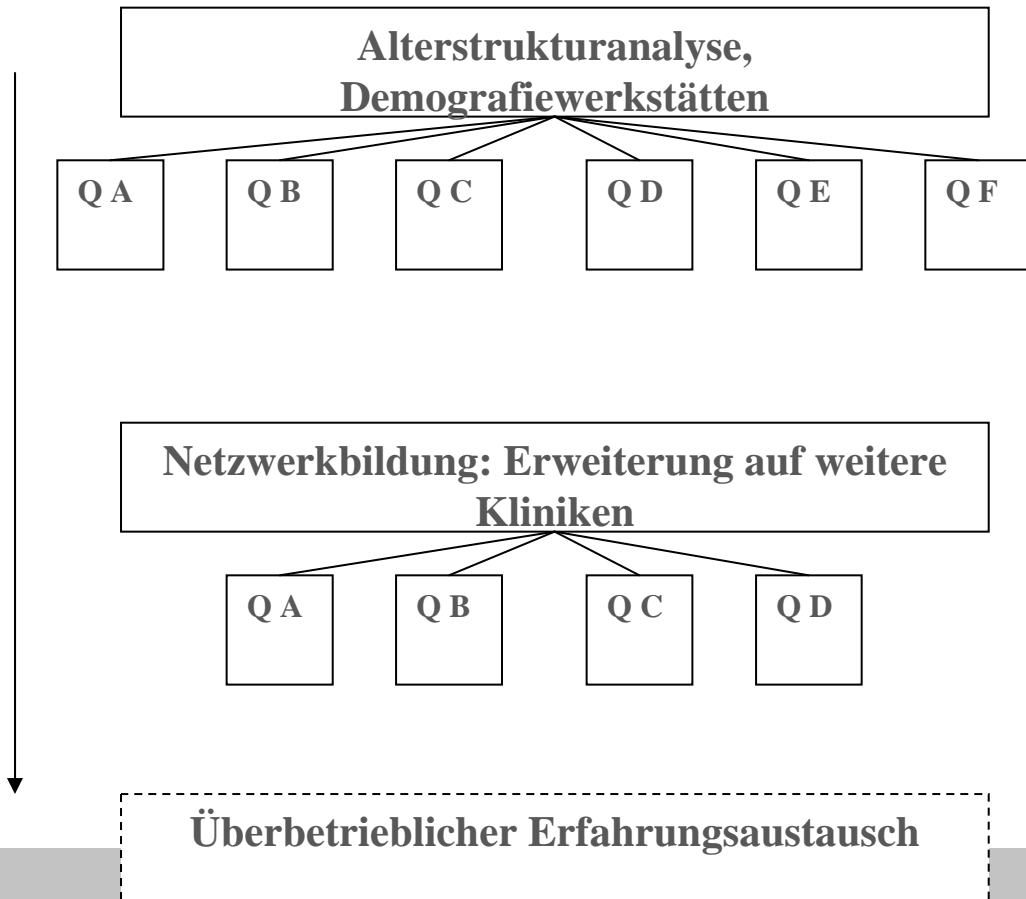 Alterstrukturanalyse,
Demografiewerkstätten
Q A Q B Q C Q D Q E Q F
Netzwerkbildung: Erweiterung auf weitere
Kliniken
Q A Q B Q C Q D
Überbetrieblicher Erfahrungsaustausch